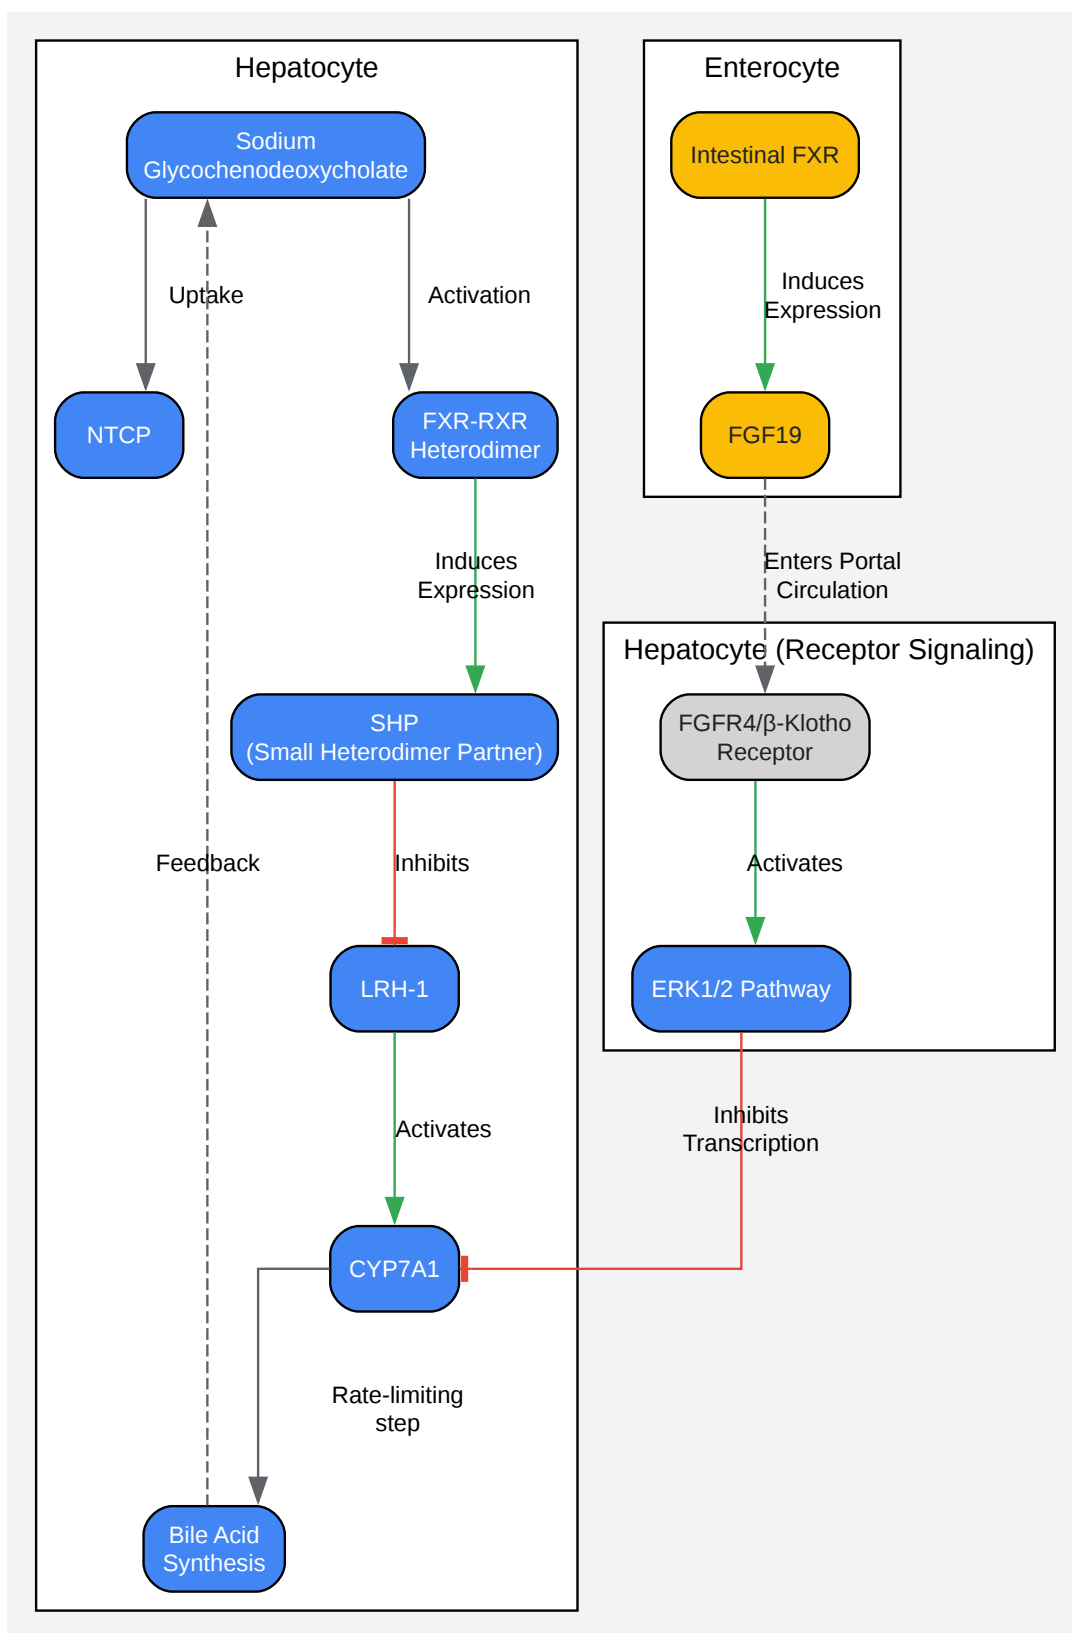 Hepatocyte
Sodium
Glycochenodeoxycholate
Uptake
Activation
NTCP
FXR-RXR
Heterodimer
Induces
Expression
SHP
(Small Heterodimer Partner)
Feedback
Inhibits
LRH-1
Activates
CYP7A1
Rate-limiting
step
Bile Acid
Synthesis
Enterocyte
Intestinal FXR
Induces
Expression
FGF19
Enters Portal
Circulation
Hepatocyte (Receptor Signaling)
FGFR4/β-Klotho
Receptor
Activates
ERK1/2 Pathway
Inhibits
Transcription